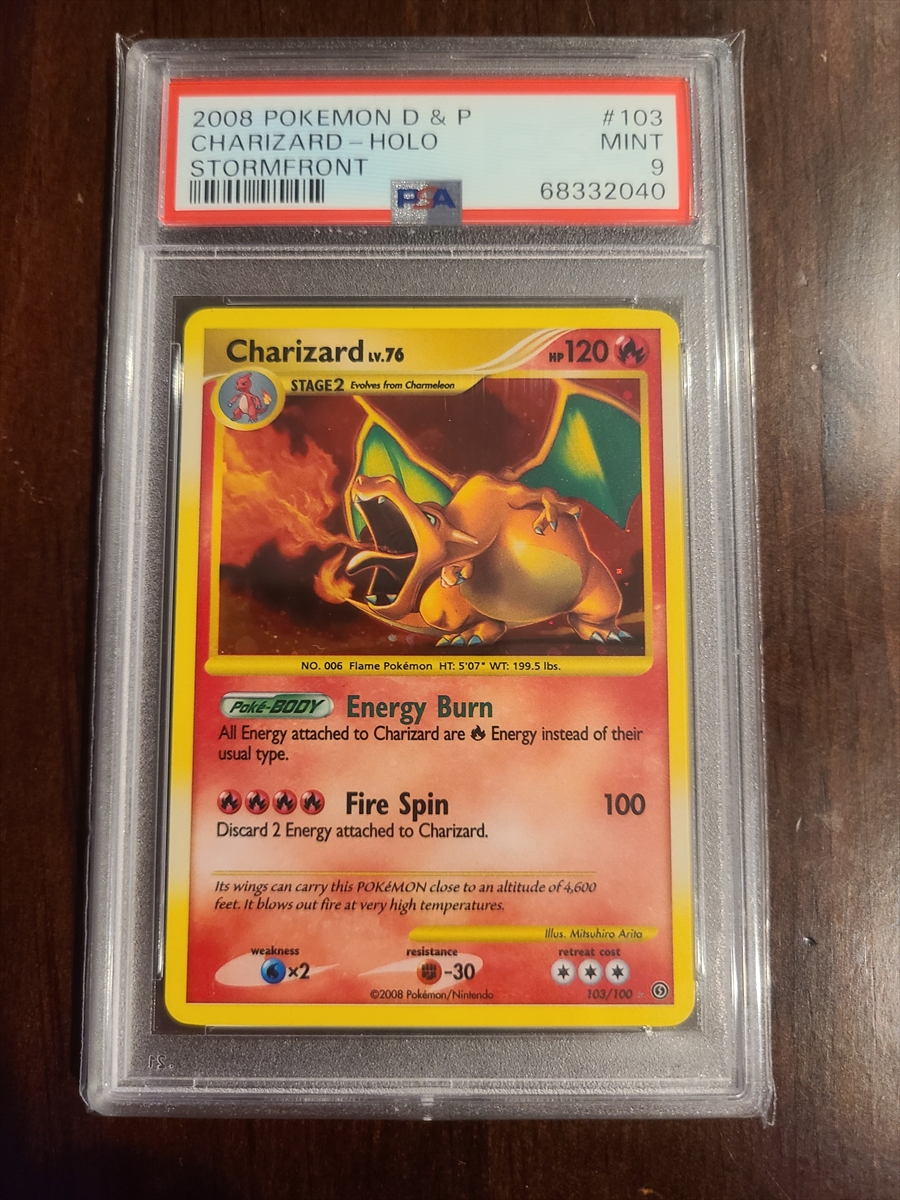 2008 POKEMON D & P #103
CHARIZARD - HOLO MINT
STORMFRONT 9
PSA 68332040
Charizard LV.76 HP 120
STAGE 2 Evolves from Charmeleon
NO. 006 Flame Pokémon HT: 5'07" WT: 199.5 lbs.
Poké-BODY Energy Burn
All Energy attached to Charizard are Energy instead of their
usual type.
Fire Spin 100
Discard 2 Energy attached to Charizard.
Its wings can carry this POKéMON close to an altitude of 4,600
feet. It blows out fire at very high temperatures.
Illus. Mitsuhiro Arita
weakness resistance retreat cost
×2 -30
©2008 Pokémon/Nintendo 103/100